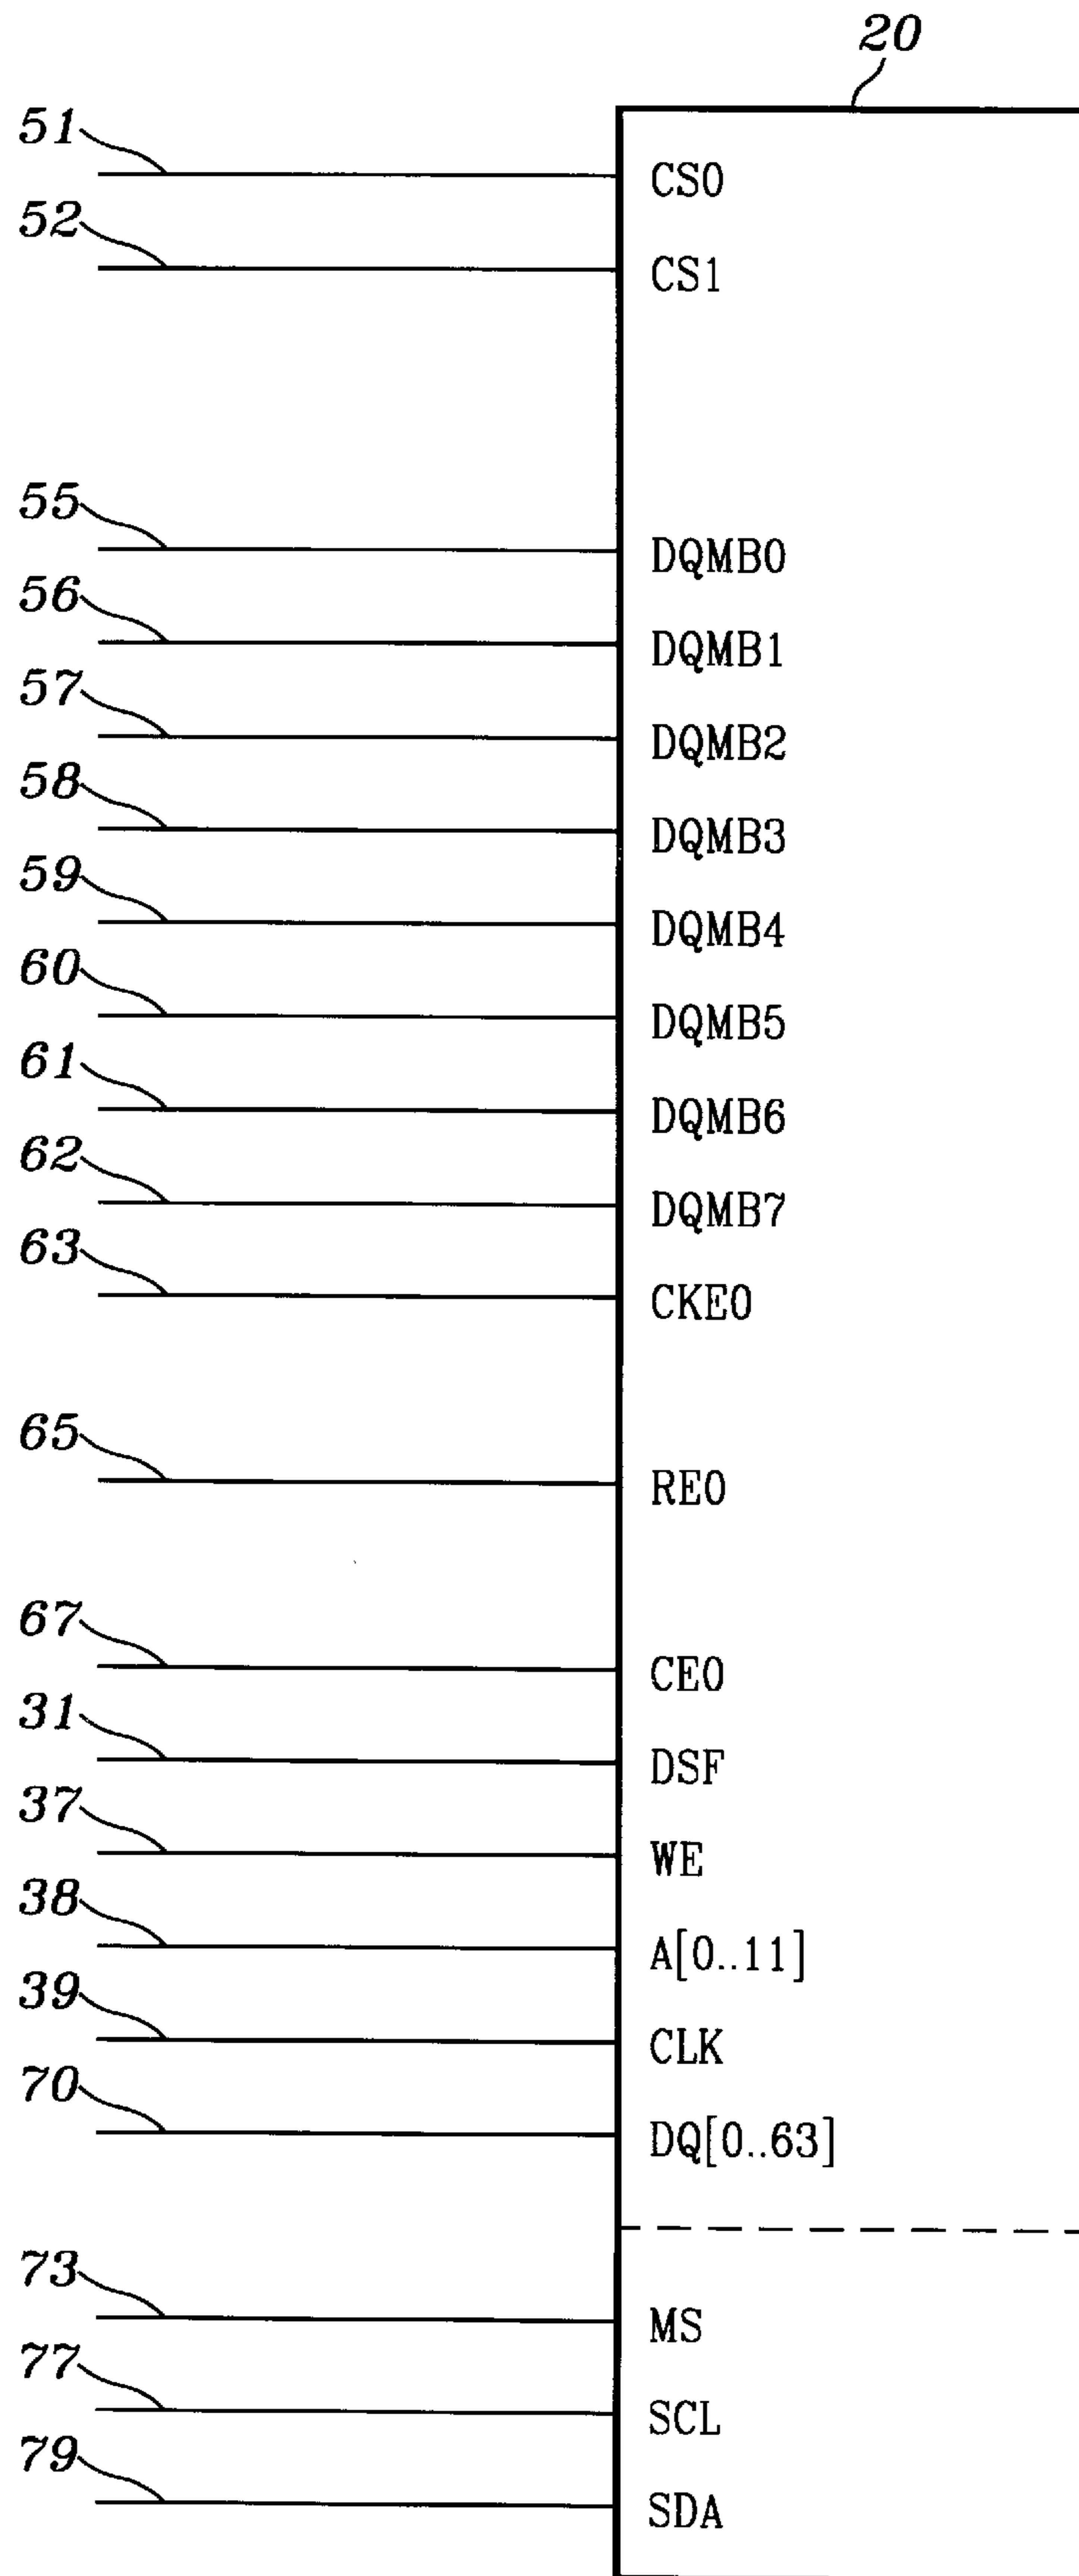 20
51 CS0
52 CS1
55 DQMB0
56 DQMB1
57 DQMB2
58 DQMB3
59 DQMB4
60 DQMB5
61 DQMB6
62 DQMB7
63 CKE0
65 RE0
67 CE0
31 DSF
37 WE
38 A[0..11]
39 CLK
70 DQ[0..63]
73 MS
77 SCL
79 SDA